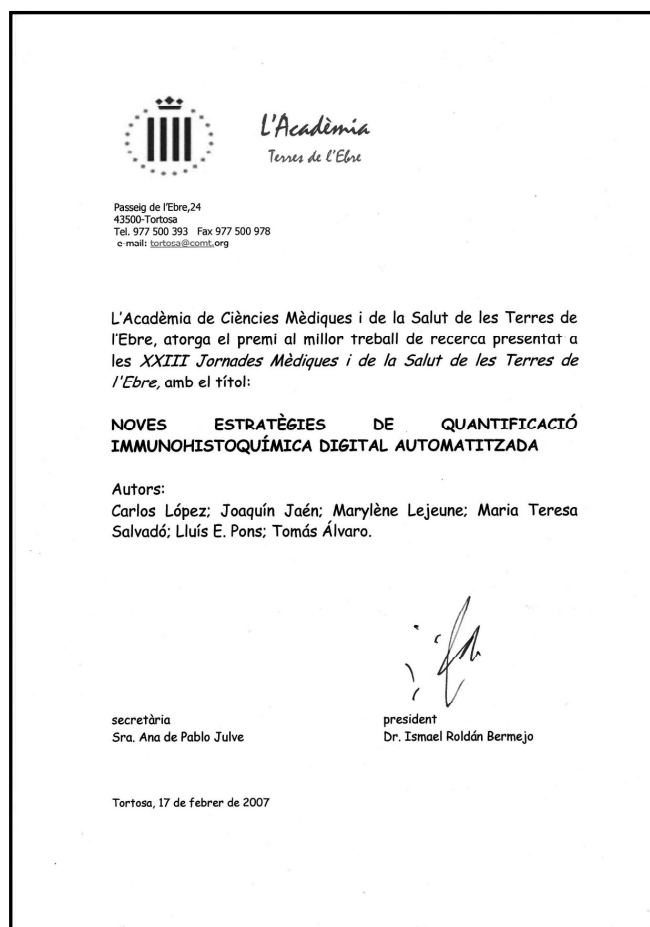 L'Acadèmia
Terres de l'Ebre
Passeig de l'Ebre,24
43500-Tortosa
Tel. 977 500 393 Fax 977 500 978
e-mail: tortosa@comt.org
L'Acadèmia de Ciències Mèdiques i de la Salut de les Terres de
l'Ebre, atorga el premi al millor treball de recerca presentat a
les XXIII Jornades Mèdiques i de la Salut de les Terres de
l'Ebre, amb el títol:
NOVES ESTRATÈGIES DE QUANTIFICACIÓ
IMMUNOHISTOQUÍMICA DIGITAL AUTOMATITZADA
Autors:
Carlos López; Joaquín Jaén; Marylène Lejeune; Maria Teresa
Salvadó; Lluís E. Pons; Tomás Álvaro.
secretària
Sra. Ana de Pablo Julve
president
Dr. Ismael Roldán Bermejo
Tortosa, 17 de febrer de 2007